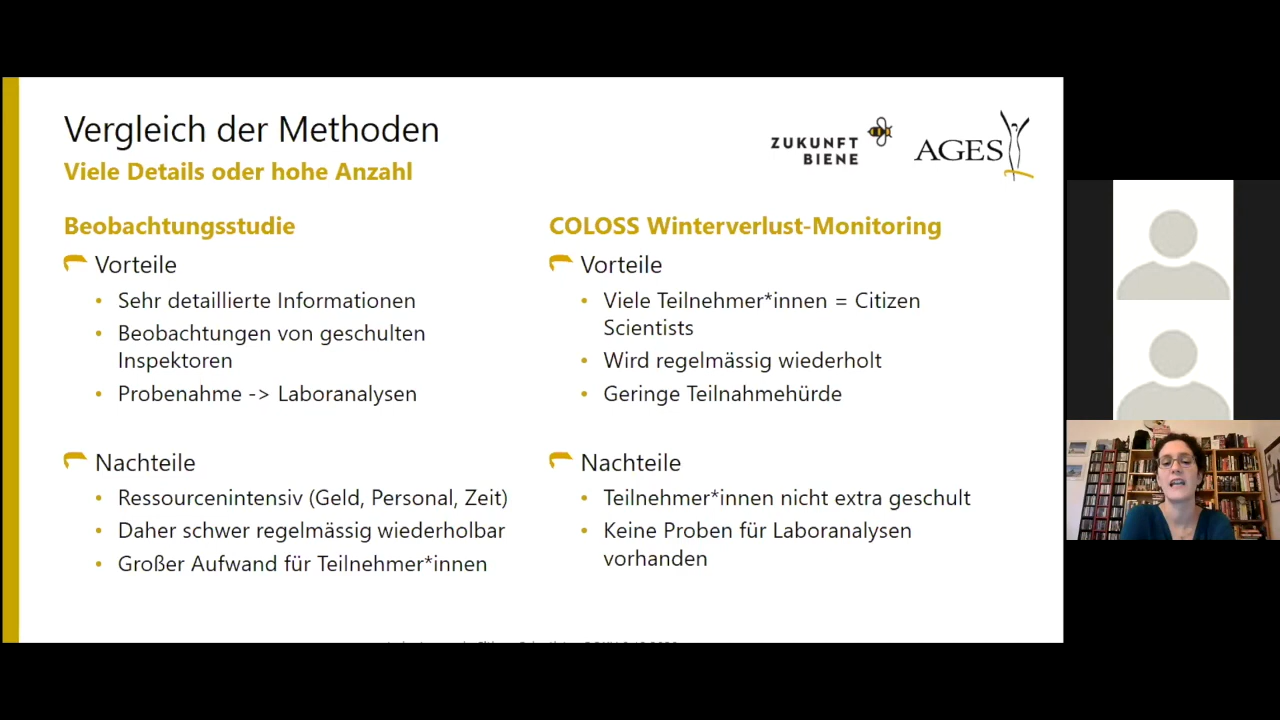 Vergleich der Methoden
Viele Details oder hohe Anzahl
ZUKUNFT
BIENE
AGES
Beobachtungsstudie
Vorteile
Sehr detaillierte Informationen
Beobachtungen von geschulten
Inspektoren
Probenahme -> Laboranalysen
Nachteile
Ressourcenintensiv (Geld, Personal, Zeit)
Daher schwer regelmässig wiederholbar
Großer Aufwand für Teilnehmer*innen
COLOSS Winterverlust-Monitoring
Vorteile
Viele Teilnehmer*innen = Citizen
Scientists
Wird regelmässig wiederholt
Geringe Teilnahmehürde
Nachteile
Teilnehmer*innen nicht extra geschult
Keine Proben für Laboranalysen
vorhanden